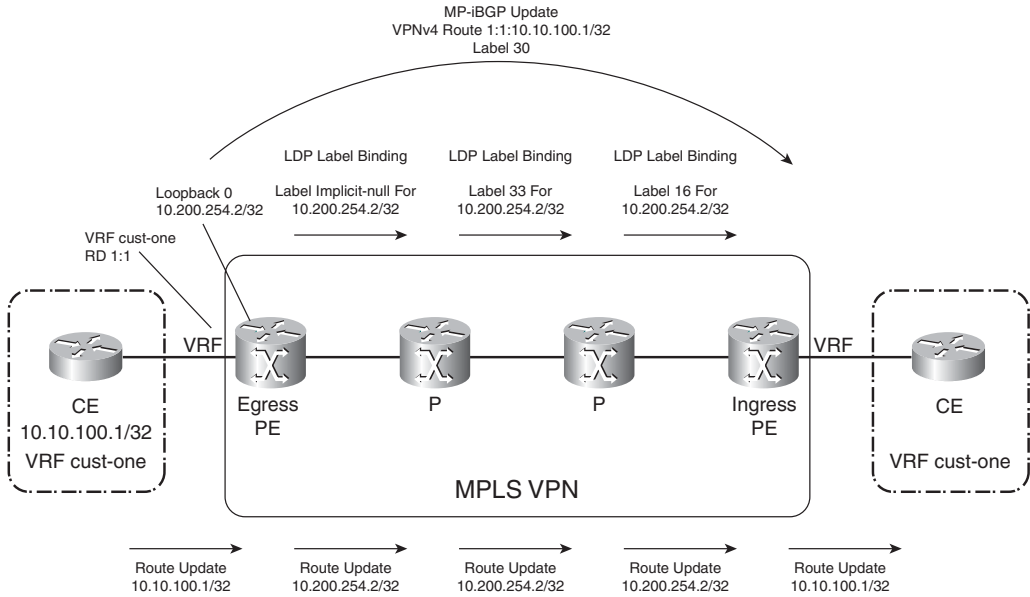 MP-iBGP Update
VPNv4 Route 1:1:10.10.100.1/32
Label 30
LDP Label Binding
LDP Label Binding
LDP Label Binding
Loopback 0
10.200.254.2/32
Label Implicit-null For
10.200.254.2/32
Label 33 For
10.200.254.2/32
Label 16 For
10.200.254.2/32
VRF cust-one
RD 1:1
VRF
VRF
CE
10.10.100.1/32
VRF cust-one
Egress
PE
P
P
Ingress
PE
CE
VRF cust-one
MPLS VPN
Route Update
10.10.100.1/32
Route Update
10.200.254.2/32
Route Update
10.200.254.2/32
Route Update
10.200.254.2/32
Route Update
10.10.100.1/32